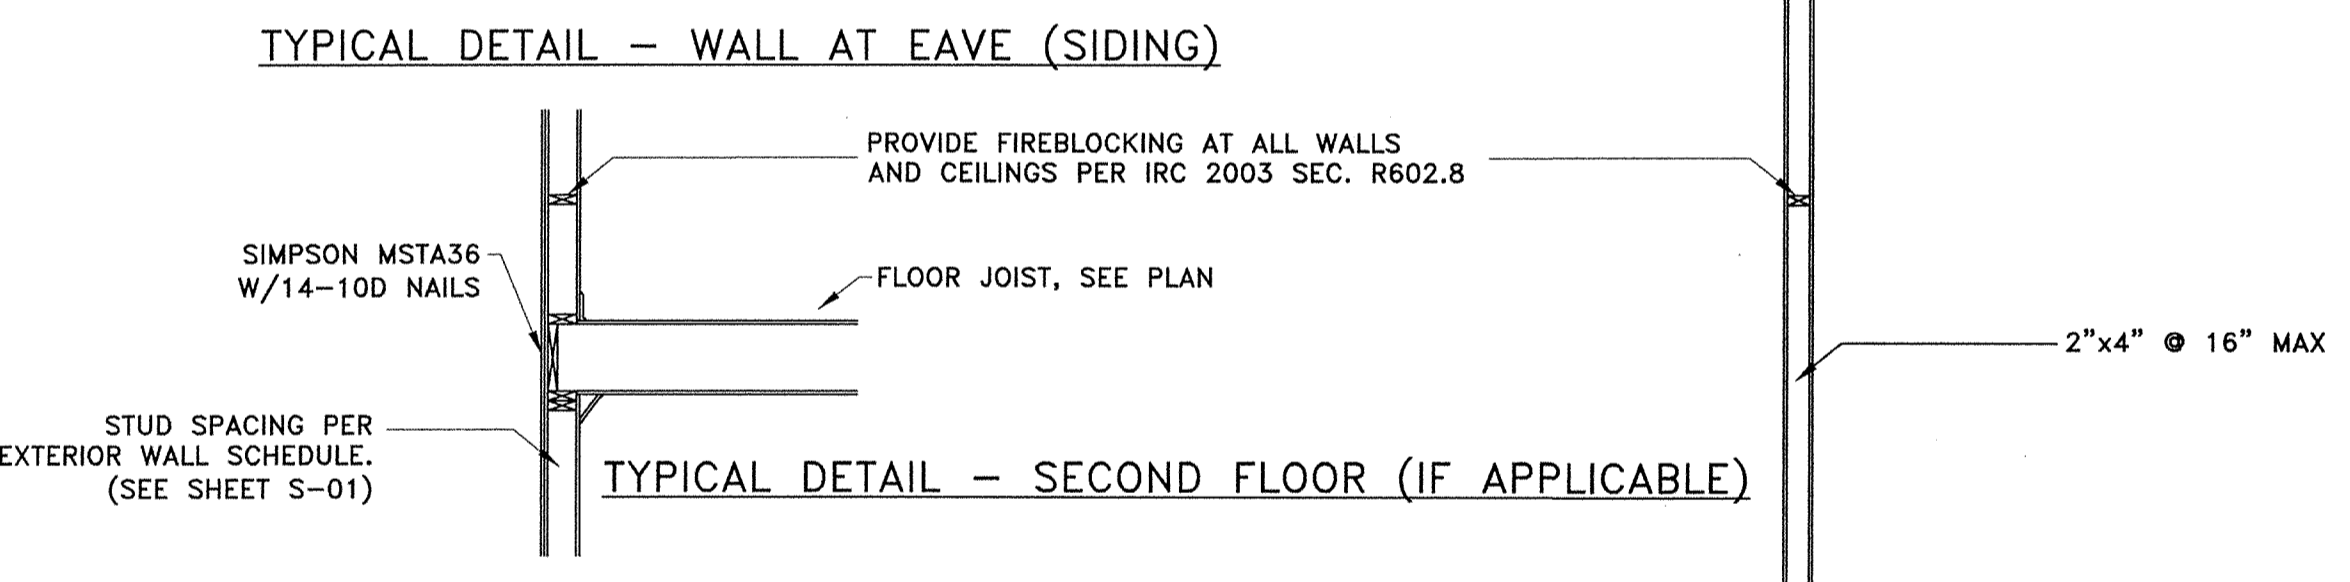 TYPICAL DETAIL – WALL AT EAVE (SIDING)
PROVIDE FIREBLOCKING AT ALL WALLS
AND CEILINGS PER IRC 2003 SEC. R602.8
SIMPSON MSTA36
W/14–10D NAILS
FLOOR JOIST, SEE PLAN
2"x4" @ 16" MAX
STUD SPACING PER
EXTERIOR WALL SCHEDULE.
(SEE SHEET S–01)
TYPICAL DETAIL – SECOND FLOOR (IF APPLICABLE)